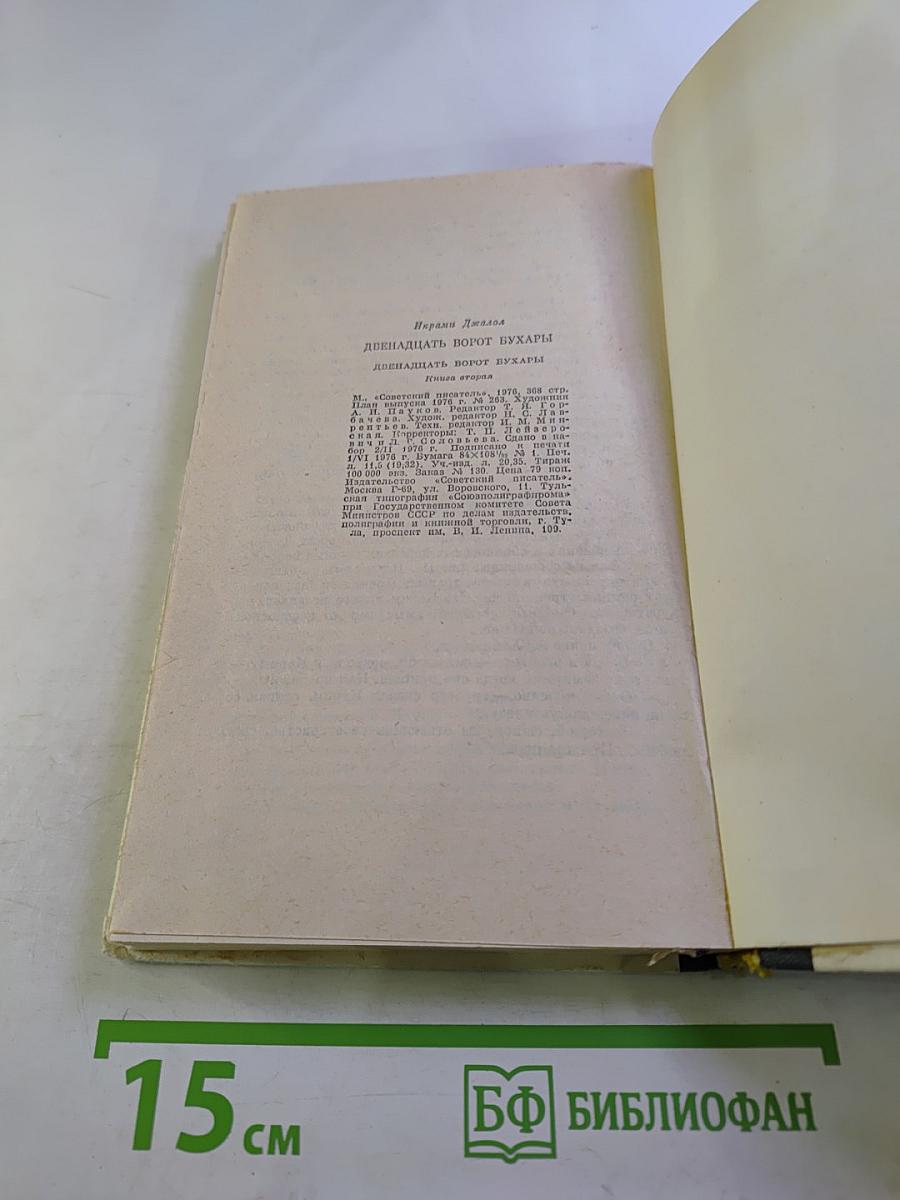 Икрами Джалол
ДВЕНАДЦАТЬ ВОРОТ БУХАРЫ
ДВЕНАДЦАТЬ ВОРОТ БУХАРЫ
Книга вторая
М., «Советский писатель», 1976, 368 стр.
План выпуска 1976 г. № 263. Художник
А. И. Пауков. Редактор Т. Я. Гор-
бачева. Худож. редактор Н. С. Лав-
рентьев. Техн. редактор И. М. Мин-
ская. Корректоры: Т. П. Лейзеро-
вич и Л. Г. Соловьева. Сдано в на-
бор 2/II 1976 г. Подписано к печати
1/VI 1976 г. Бумага 84×108¹/₃₂ № 1. Печ.
л. 11,5 (19,32). Уч.-изд. л. 20,35. Тираж
100 000 экз. Заказ № 130. Цена 79 коп.
Издательство «Советский писатель».
Москва Г-69, ул. Воровского, 11. Туль-
ская типография «Союзполиграфпрома»
при Государственном комитете Совета
Министров СССР по делам издательств,
полиграфии и книжной торговли, г. Ту-
ла, проспект им. В. И. Ленина, 109.
15 см
БФ БИБЛИОФАН